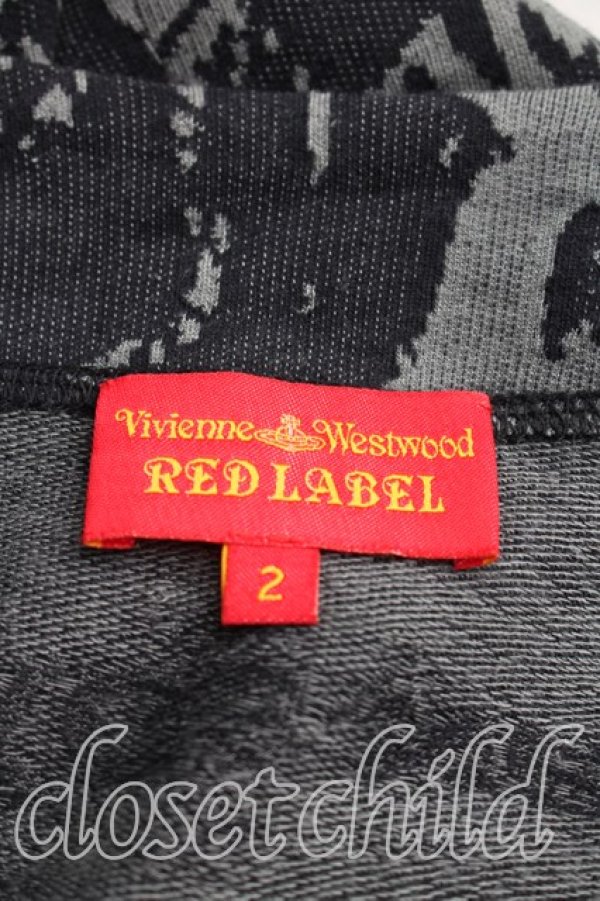 Vivienne Westwood
RED LABEL
2
closetchild